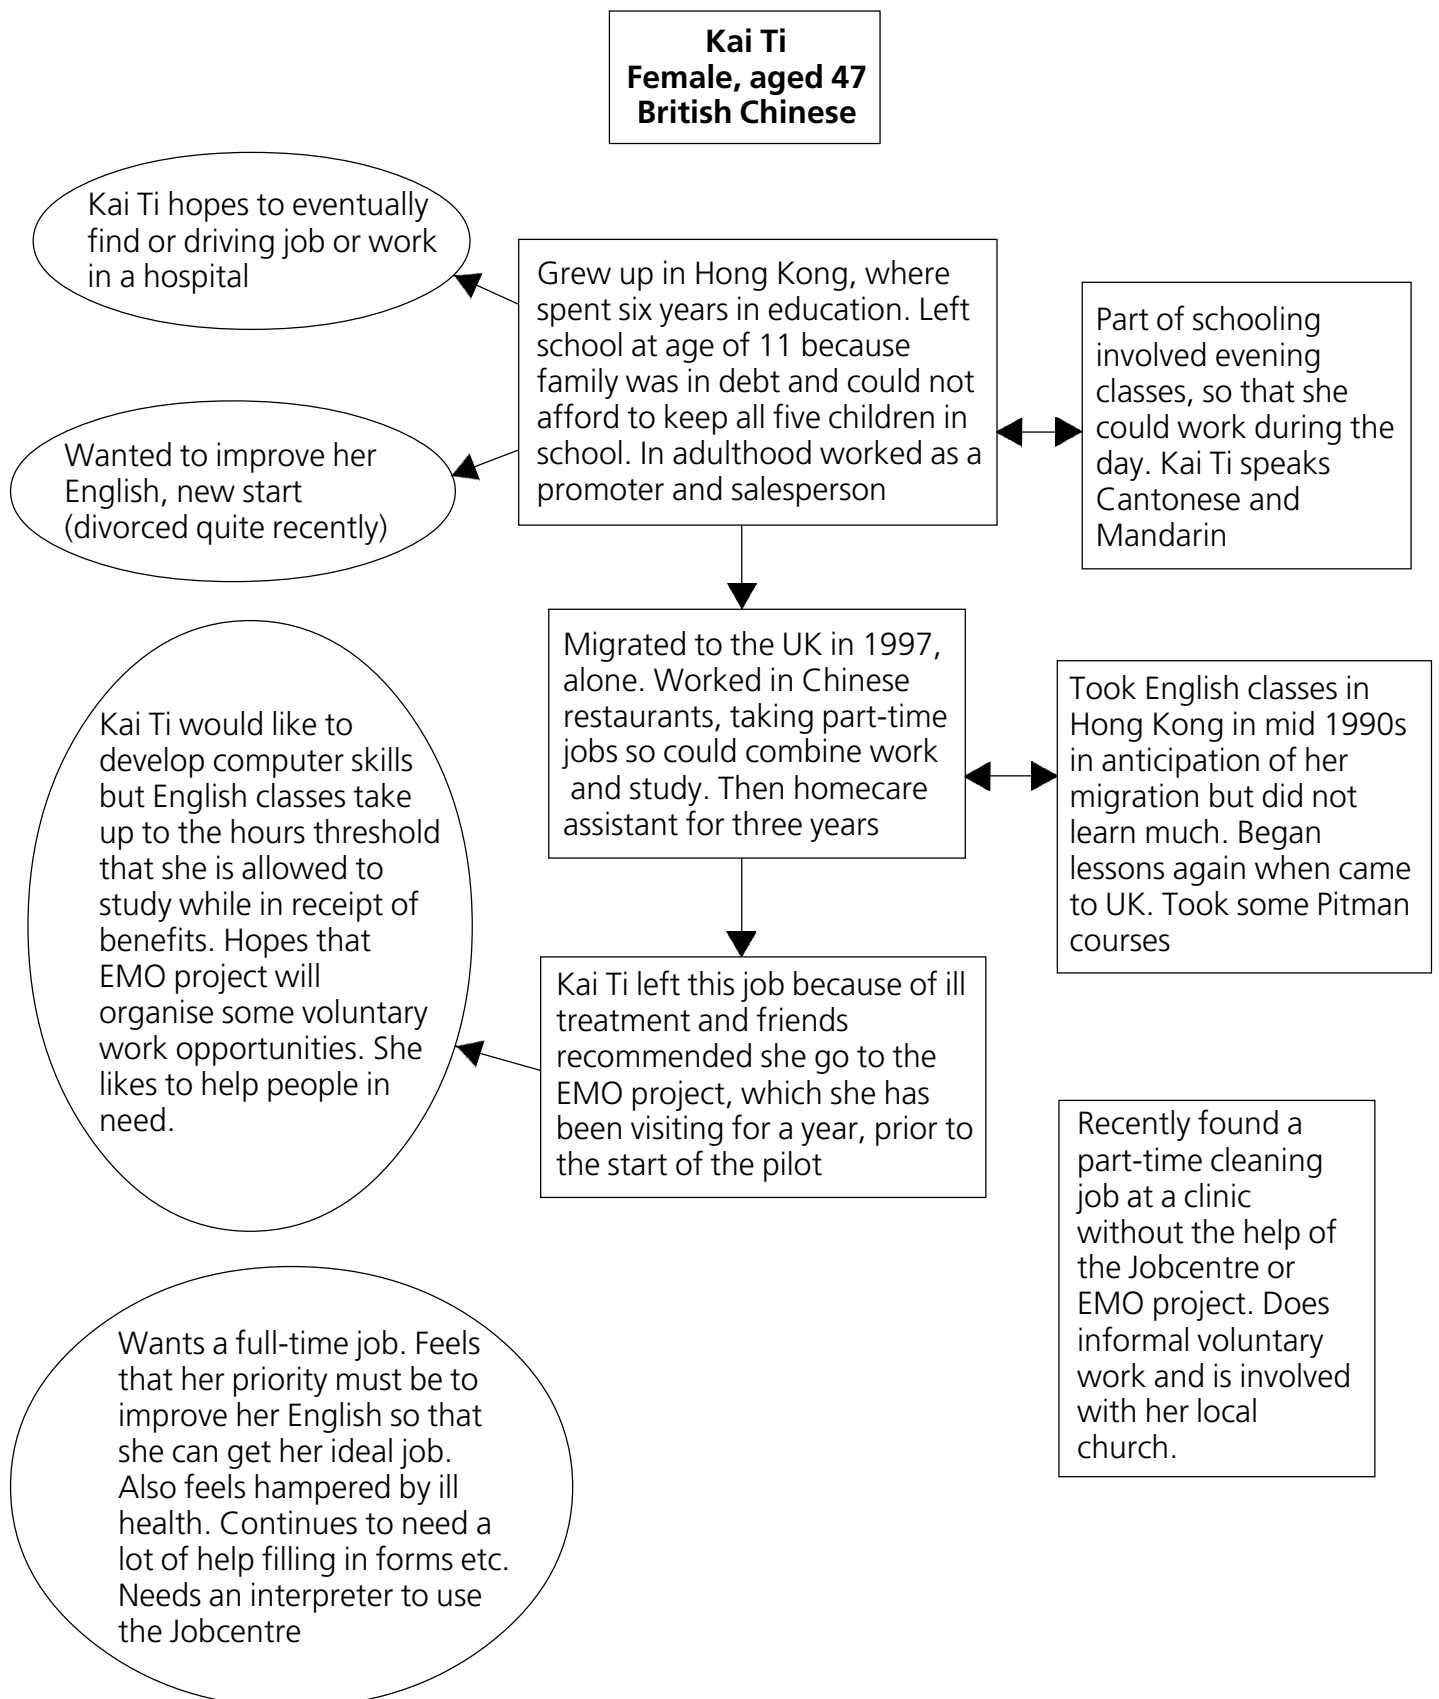 Kai Ti
Female, aged 47
British Chinese
Kai Ti hopes to eventually
find or driving job or work
in a hospital
Grew up in Hong Kong, where
spent six years in education. Left
school at age of 11 because
family was in debt and could not
afford to keep all five children in
school. In adulthood worked as a
promoter and salesperson
Part of schooling
involved evening
classes, so that she
could work during the
day. Kai Ti speaks
Cantonese and
Mandarin
Wanted to improve her
English, new start
(divorced quite recently)
Migrated to the UK in 1997,
alone. Worked in Chinese
restaurants, taking part-time
jobs so could combine work
and study. Then homecare
assistant for three years
Took English classes in
Hong Kong in mid 1990s
in anticipation of her
migration but did not
learn much. Began
lessons again when came
to UK. Took some Pitman
courses
Kai Ti would like to
develop computer skills
but English classes take
up to the hours threshold
that she is allowed to
study while in receipt of
benefits. Hopes that
EMO project will
organise some voluntary
work opportunities. She
likes to help people in
need.
Kai Ti left this job because of ill
treatment and friends
recommended she go to the
EMO project, which she has
been visiting for a year, prior to
the start of the pilot
Recently found a
part-time cleaning
job at a clinic
without the help of
the Jobcentre or
EMO project. Does
informal voluntary
work and is involved
with her local
church.
Wants a full-time job. Feels
that her priority must be to
improve her English so that
she can get her ideal job.
Also feels hampered by ill
health. Continues to need a
lot of help filling in forms etc.
Needs an interpreter to use
the Jobcentre